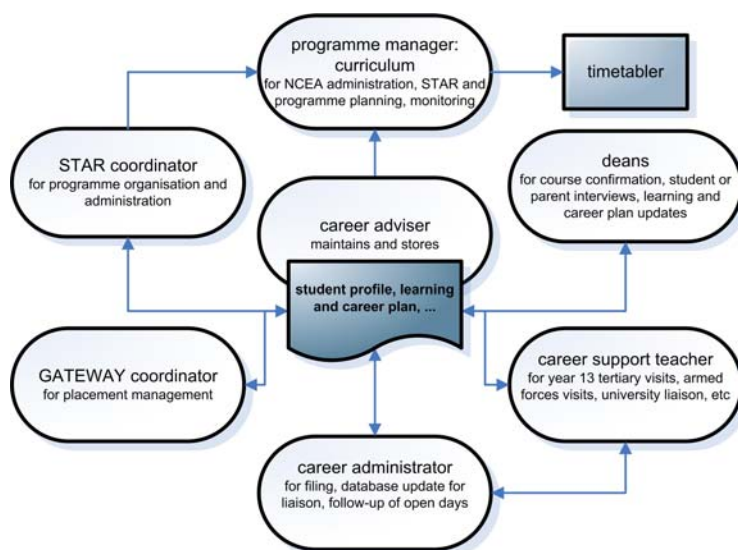 programme manager:
curriculum
for NCEA administration, STAR and
programme planning, monitoring
timetabler
STAR coordinator
for programme organisation and
administration
deans
for course confirmation, student or
parent interviews, learning and
career plan updates
career adviser
maintains and stores
student profile, learning
and career plan, ...
GATEWAY coordinator
for placement management
career support teacher
for year 13 tertiary visits, armed
forces visits, university liaison, etc
career administrator
for filing, database update for
liaison, follow-up of open days